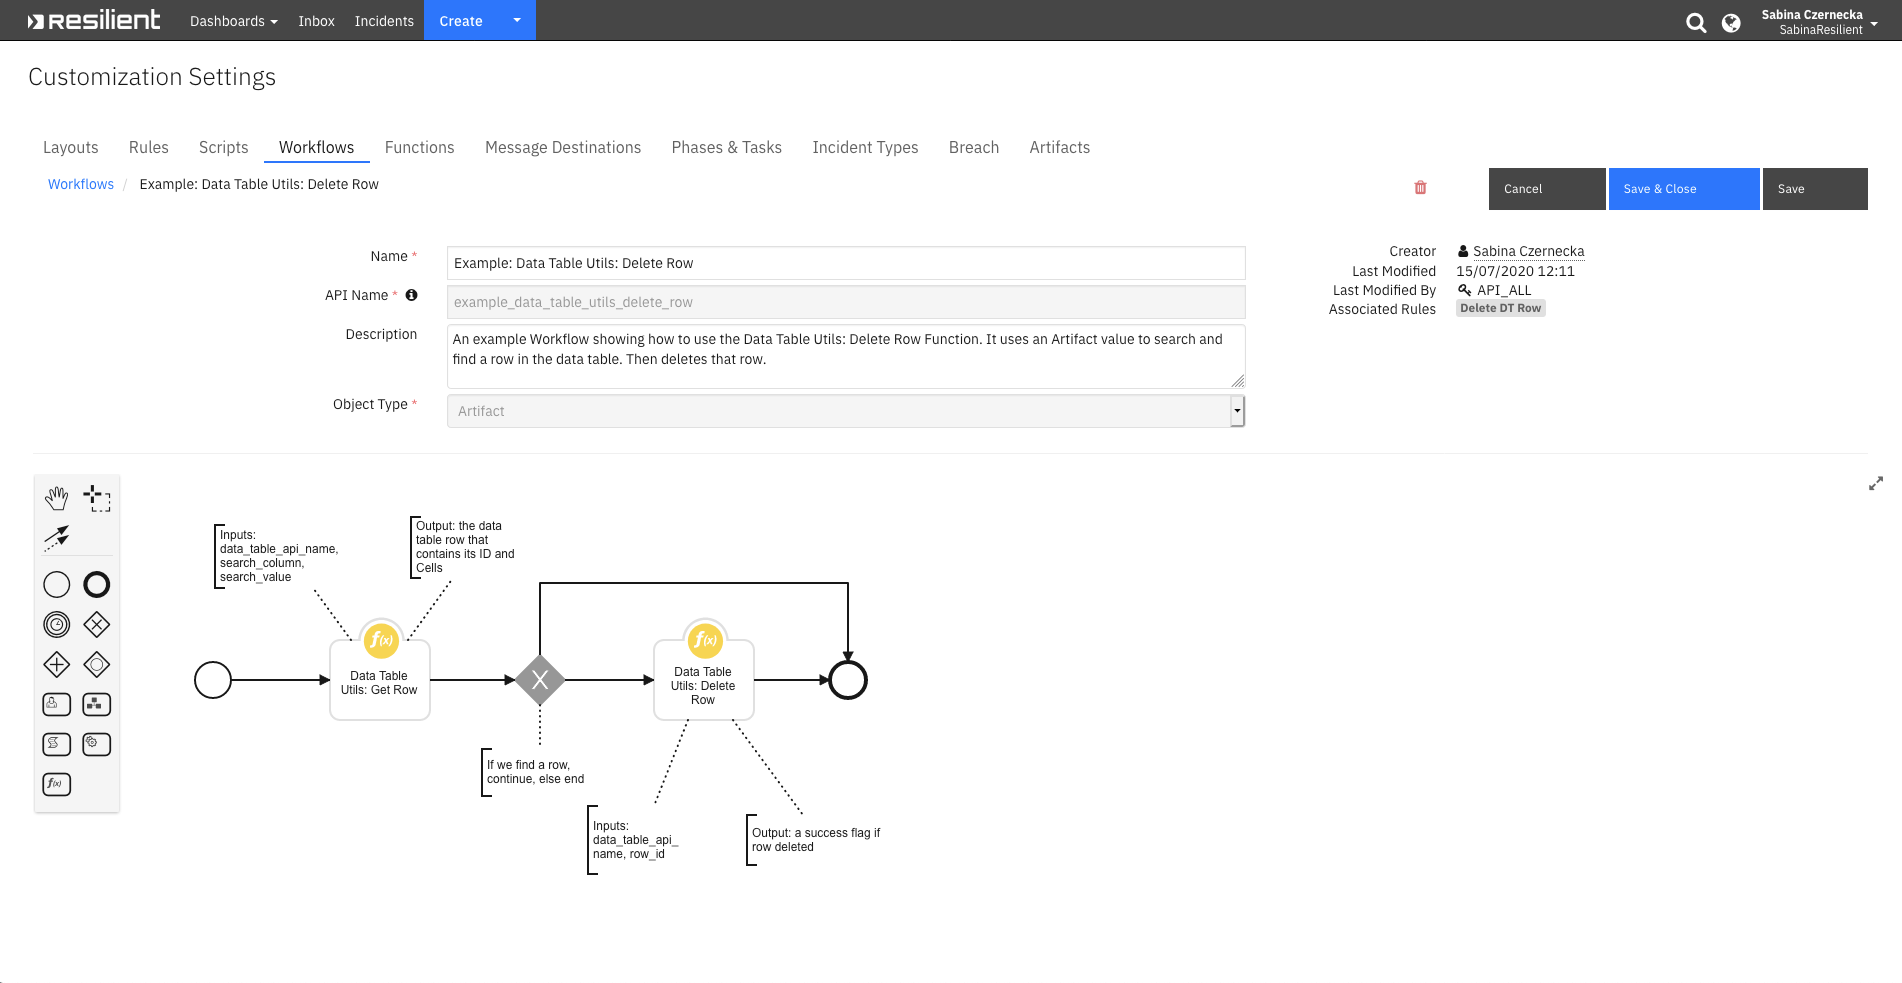 resilient
Dashboards
Inbox
Incidents
Create
Sabina Czernecka
SabinaResilient
Customization Settings
Layouts
Rules
Scripts
Workflows
Functions
Message Destinations
Phases & Tasks
Incident Types
Breach
Artifacts
Workflows / Example: Data Table Utils: Delete Row
Cancel
Save & Close
Save
Name *
Example: Data Table Utils: Delete Row
API Name *
example_data_table_utils_delete_row
Description
An example Workflow showing how to use the Data Table Utils: Delete Row Function. It uses an Artifact value to search and
find a row in the data table. Then deletes that row.
Object Type *
Artifact
Creator
Sabina Czernecka
Last Modified
15/07/2020 12:11
Last Modified By
API_ALL
Associated Rules
Delete DT Row
Inputs:
data_table_api_name,
search_column,
search_value
Output: the data
table row that
contains its ID and
Cells
f(x)
Data Table
Utils: Get Row
X
f(x)
Data Table
Utils: Delete
Row
If we find a row,
continue, else end
Inputs:
data_table_api_
name, row_id
Output: a success flag if
row deleted
f(x)